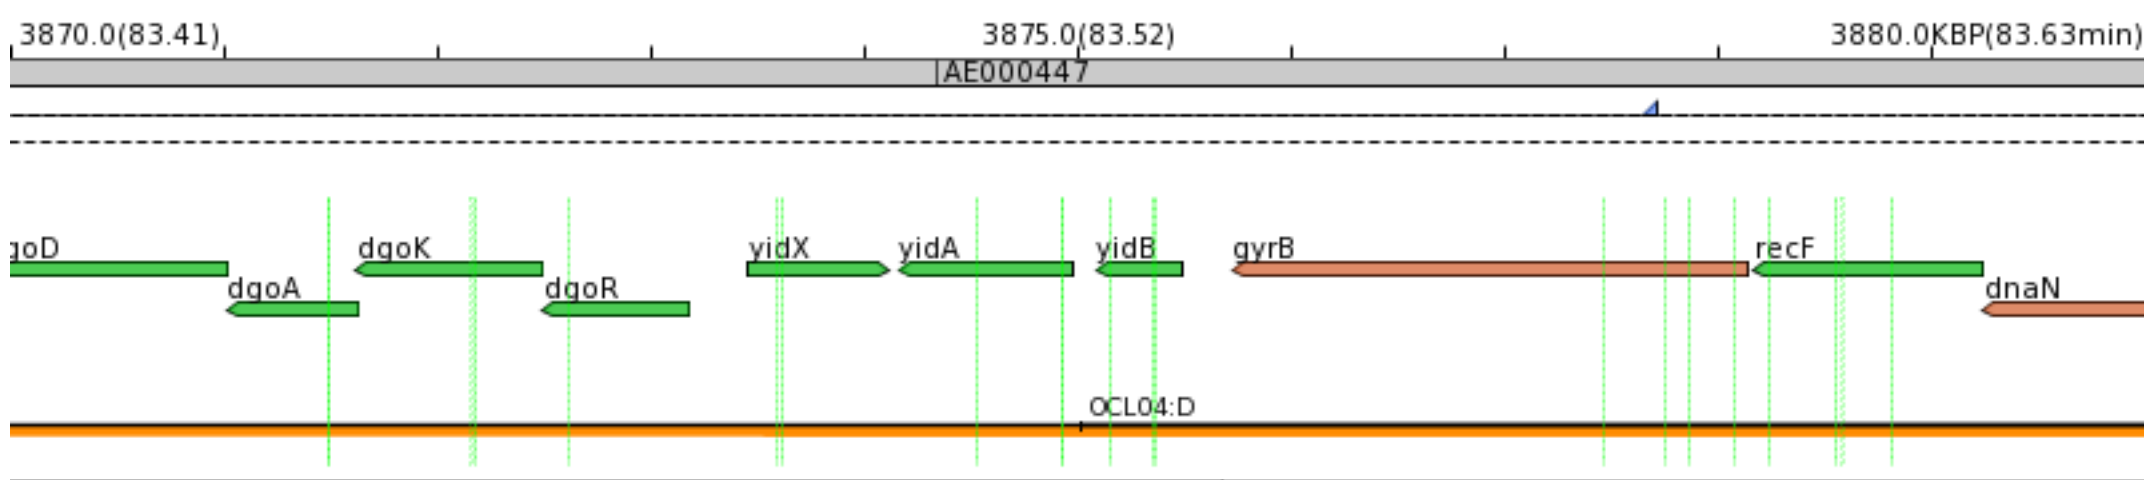 3870.0(83.41) 3875.0(83.52) 3880.0KBP(83.63min)
AE000447
goD dgoK yidX yidA yidB gyrB recF
dgoA dgoR dnaN
OCL04:D